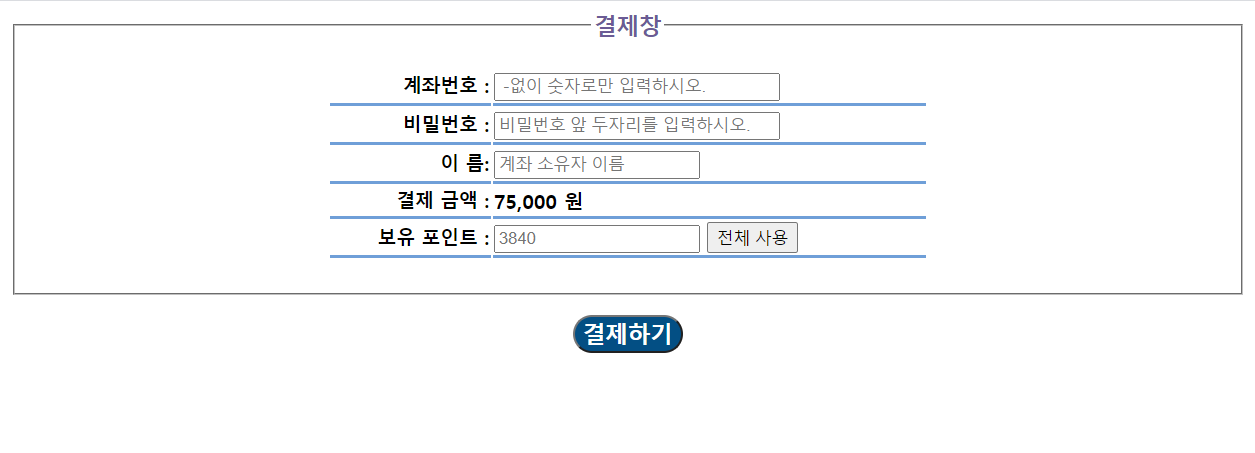 결제창
계좌번호 : -없이 숫자로만 입력하시오.
비밀번호 : 비밀번호 앞 두자리를 입력하시오.
이 름: 계좌 소유자 이름
결제 금액 : 75,000 원
보유 포인트 : 3840 전체 사용
결제하기